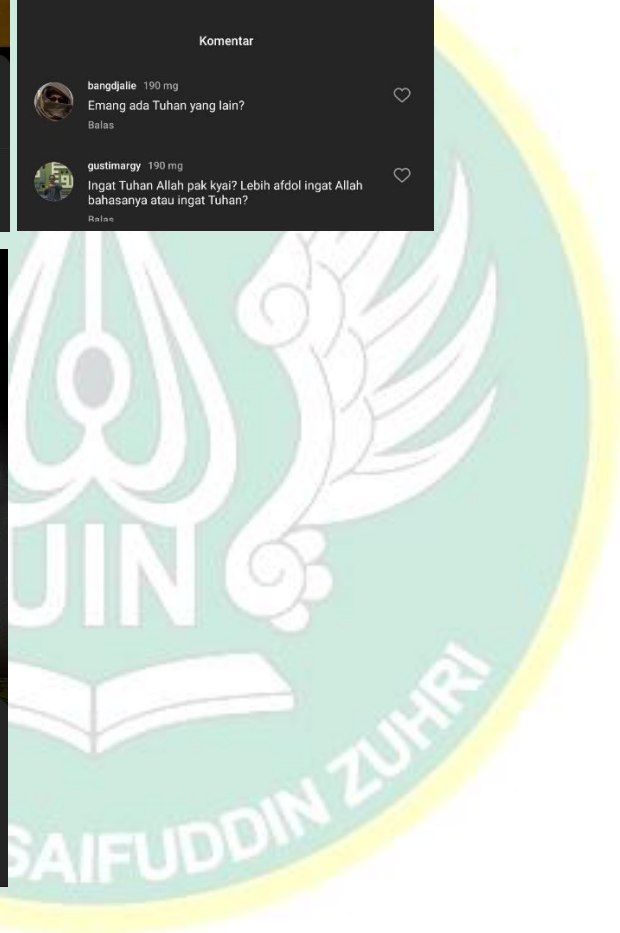 Komentar
bangdjalie 190 mg
Emang ada Tuhan yang lain?
Balas
gustimargy 190 mg
Ingat Tuhan Allah pak kyai? Lebih afdol ingat Allah
bahasanya atau ingat Tuhan?
Balas
UIN
SAIFUDDIN ZUHRI